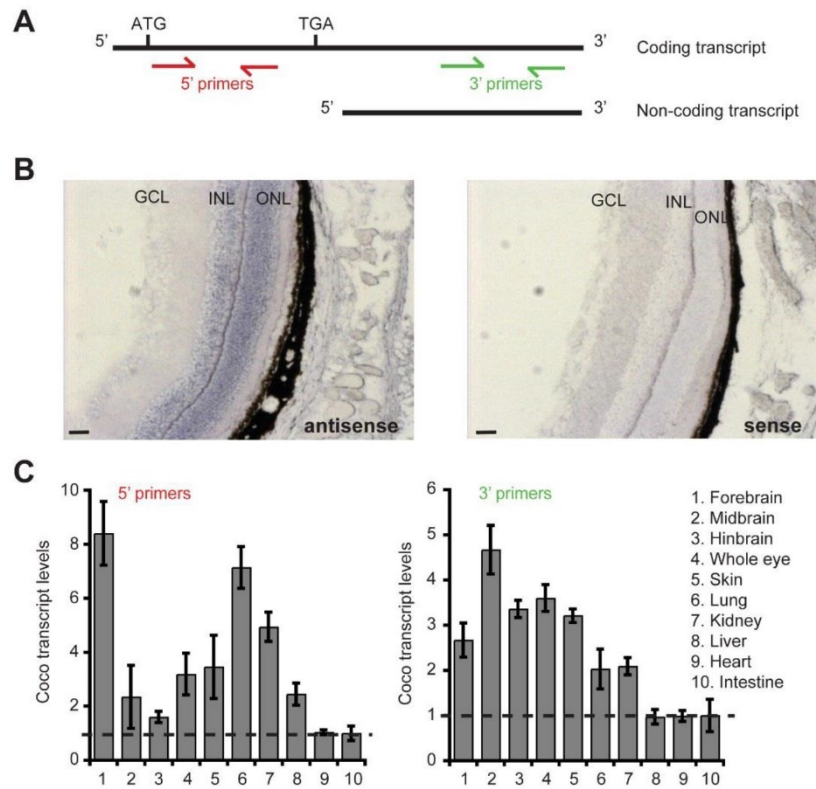 A
ATG TGA
5' 3' Coding transcript
5' primers 3' primers
5' 3' Non-coding transcript
B
GCL INL ONL
antisense
GCL INL ONL
sense
C
5' primers
Coco transcript levels
10
8
6
4
2
0
1 2 3 4 5 6 7 8 9 10
3' primers
Coco transcript levels
6
5
4
3
2
1
0
1 2 3 4 5 6 7 8 9 10
1. Forebrain
2. Midbrain
3. Hinbrain
4. Whole eye
5. Skin
6. Lung
7. Kidney
8. Liver
9. Heart
10. Intestine